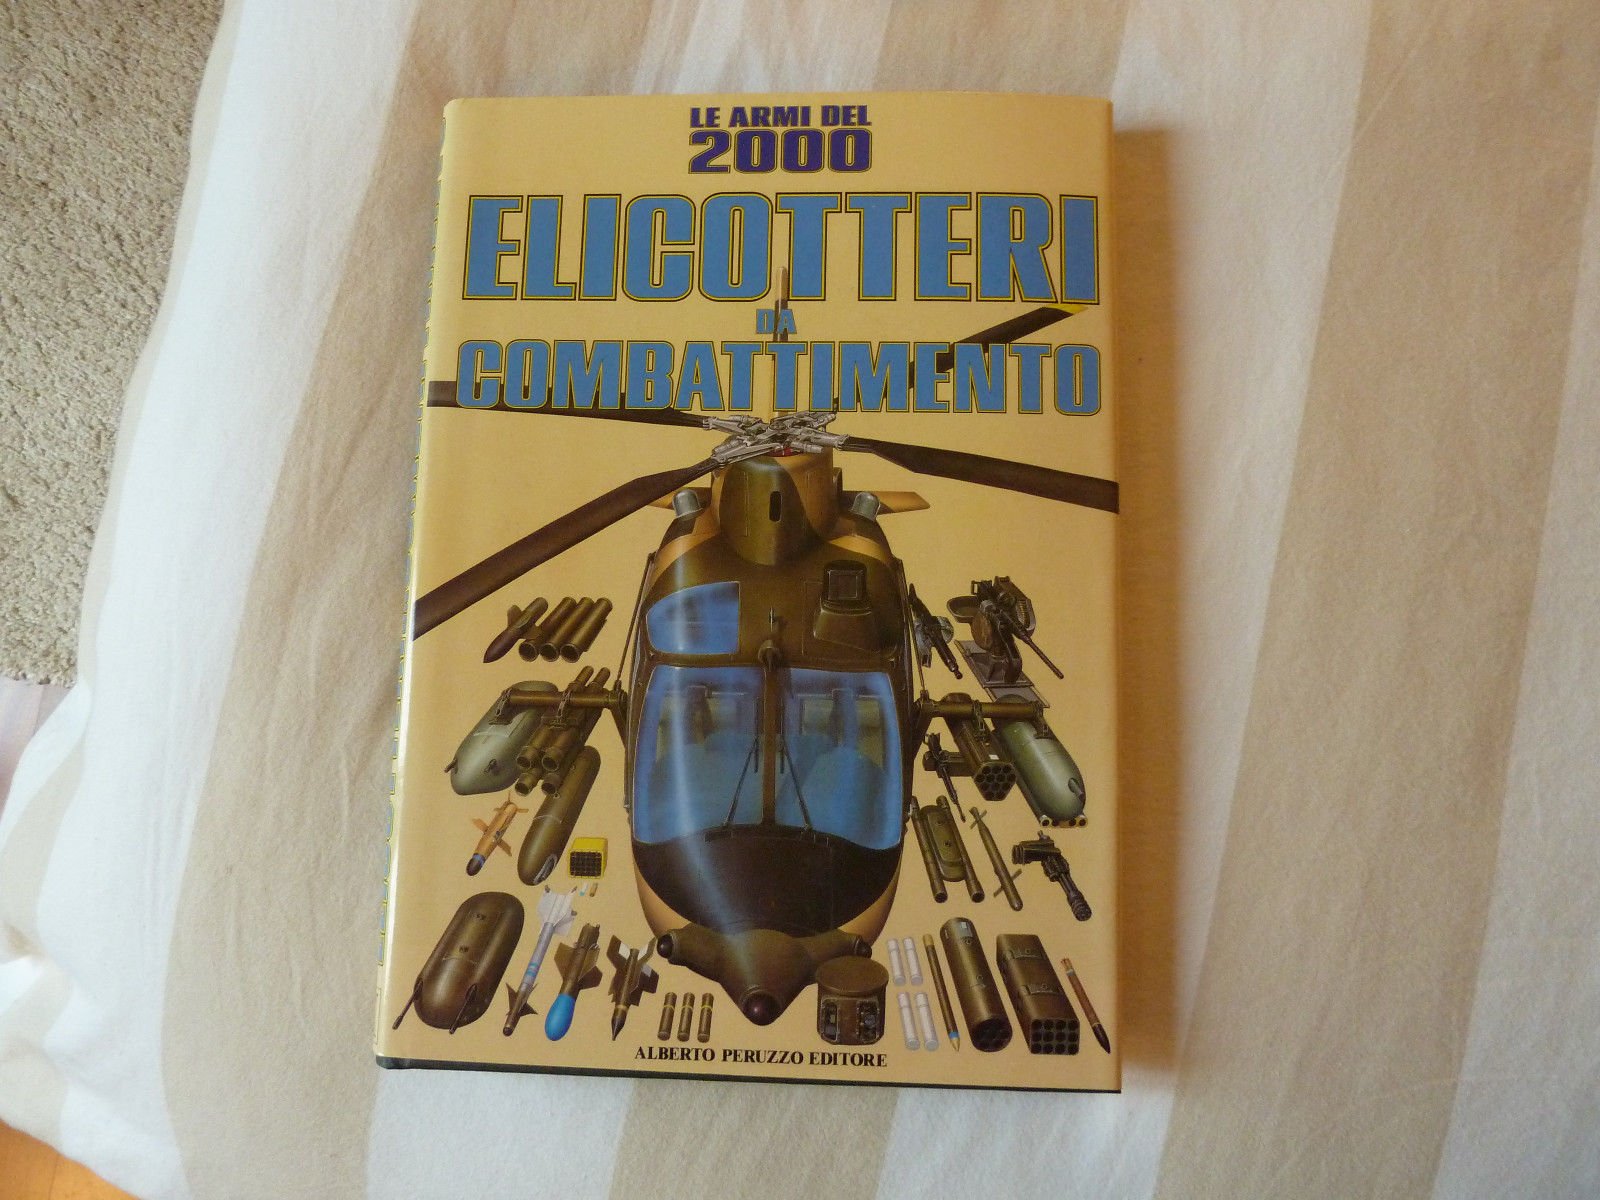 LE ARMI DEL
2000
ELICOTTERI
DA
COMBATTIMENTO
ALBERTO PERUZZO EDITORE